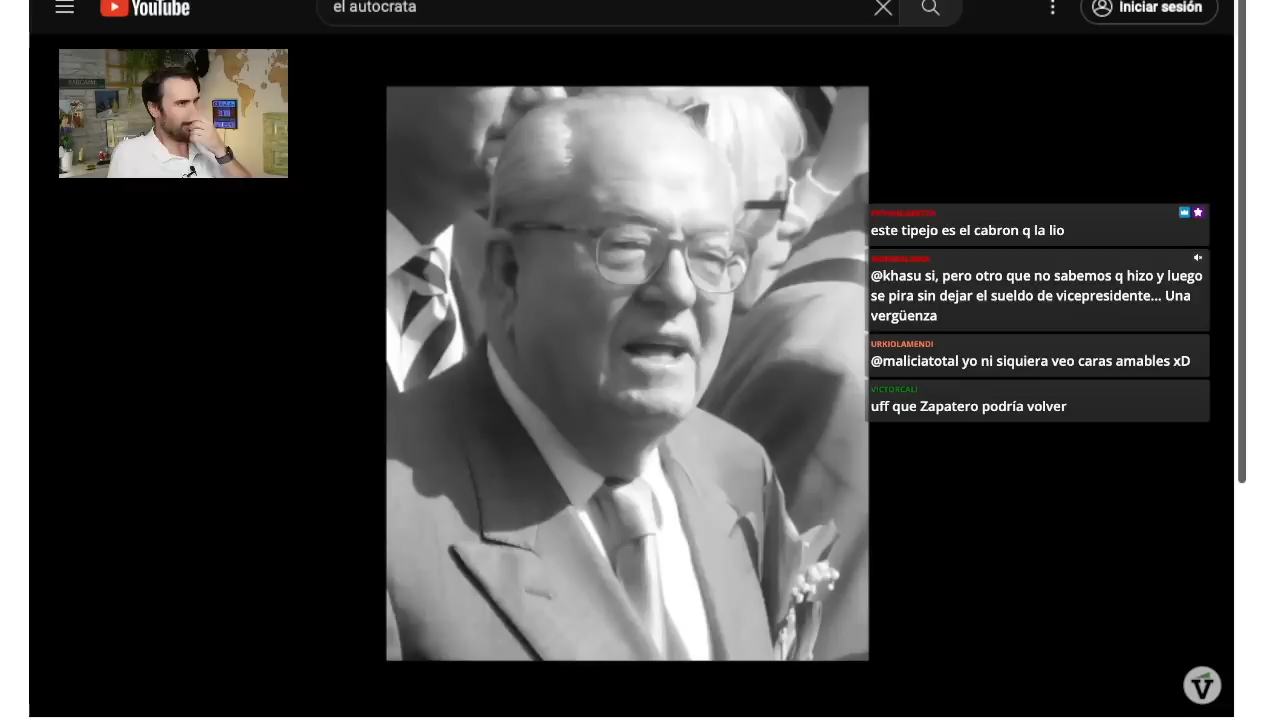 YouTube
el autocrata
Iniciar sesión
este tipejo es el cabron q la lio
@khasu si, pero otro que no sabemos q hizo y luego
se pira sin dejar el sueldo de vicepresidente... Una
vergüenza
URKIOLAMENDI
@maliciatotal yo ni siquiera veo caras amables xD
VICTORCALI
uff que Zapatero podría volver